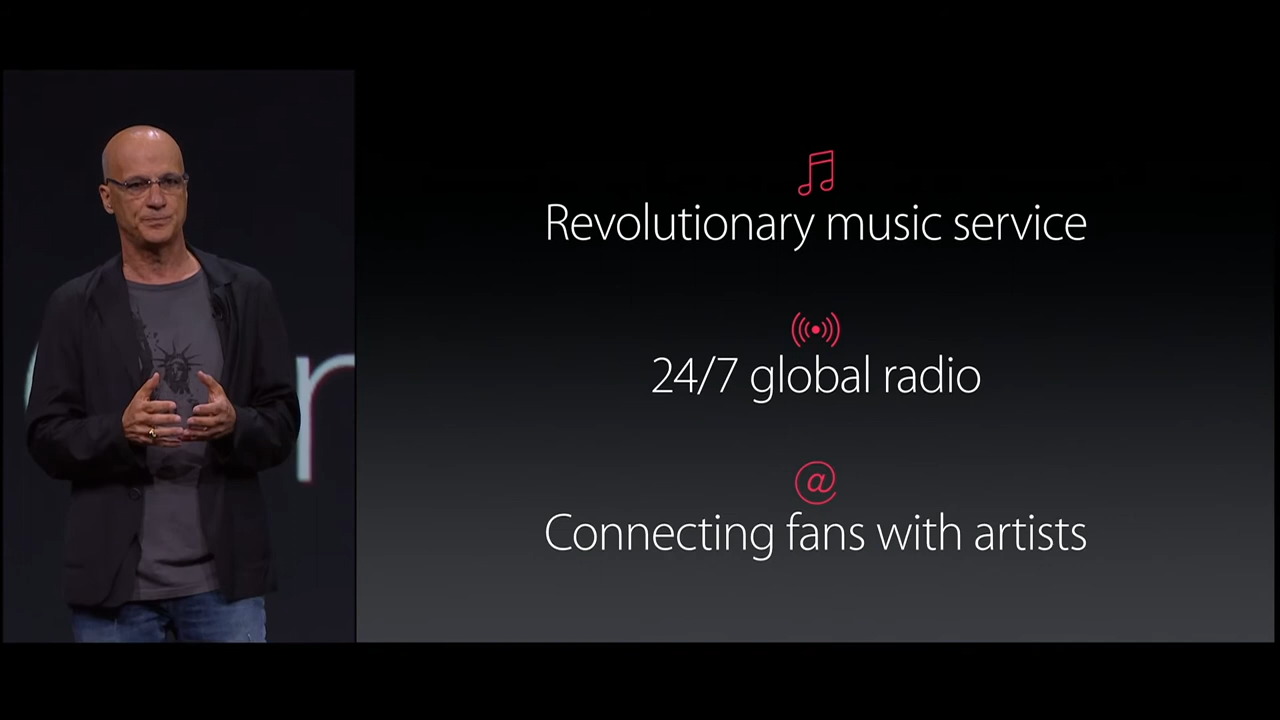 Revolutionary music service
24/7 global radio
@
Connecting fans with artists